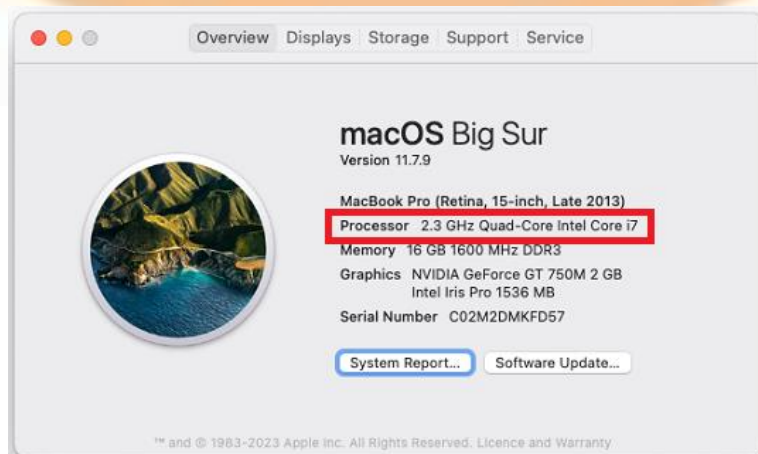 Overview Displays Storage Support Service
macOS Big Sur
Version 11.7.9
MacBook Pro (Retina, 15-inch, Late 2013)
Processor 2.3 GHz Quad-Core Intel Core i7
Memory 16 GB 1600 MHz DDR3
Graphics NVIDIA GeForce GT 750M 2 GB
Intel Iris Pro 1536 MB
Serial Number C02M2DMKFD57
System Report... Software Update...
™ and © 1983-2023 Apple Inc. All Rights Reserved. Licence and Warranty